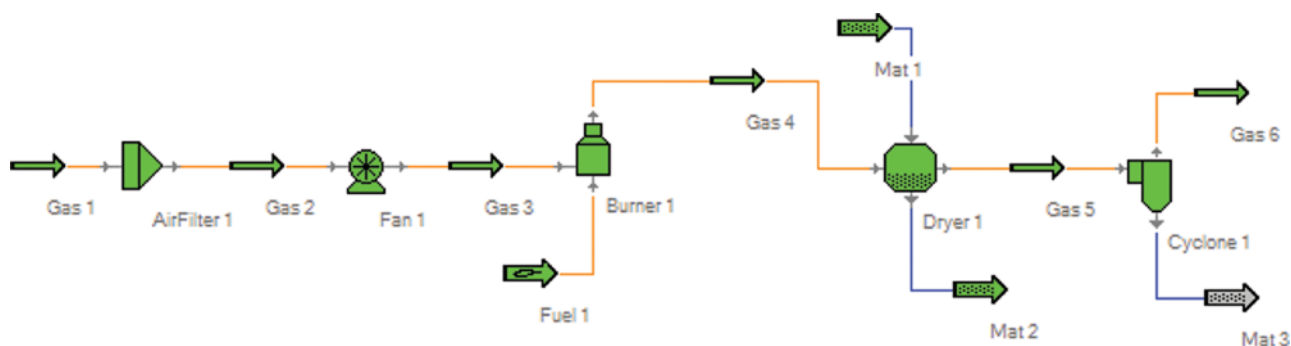 Mat 1
Gas 4
Gas 6
Gas 1
AirFilter 1
Gas 2
Fan 1
Gas 3
Burner 1
Dryer 1
Gas 5
Cyclone 1
Fuel 1
Mat 2
Mat 3